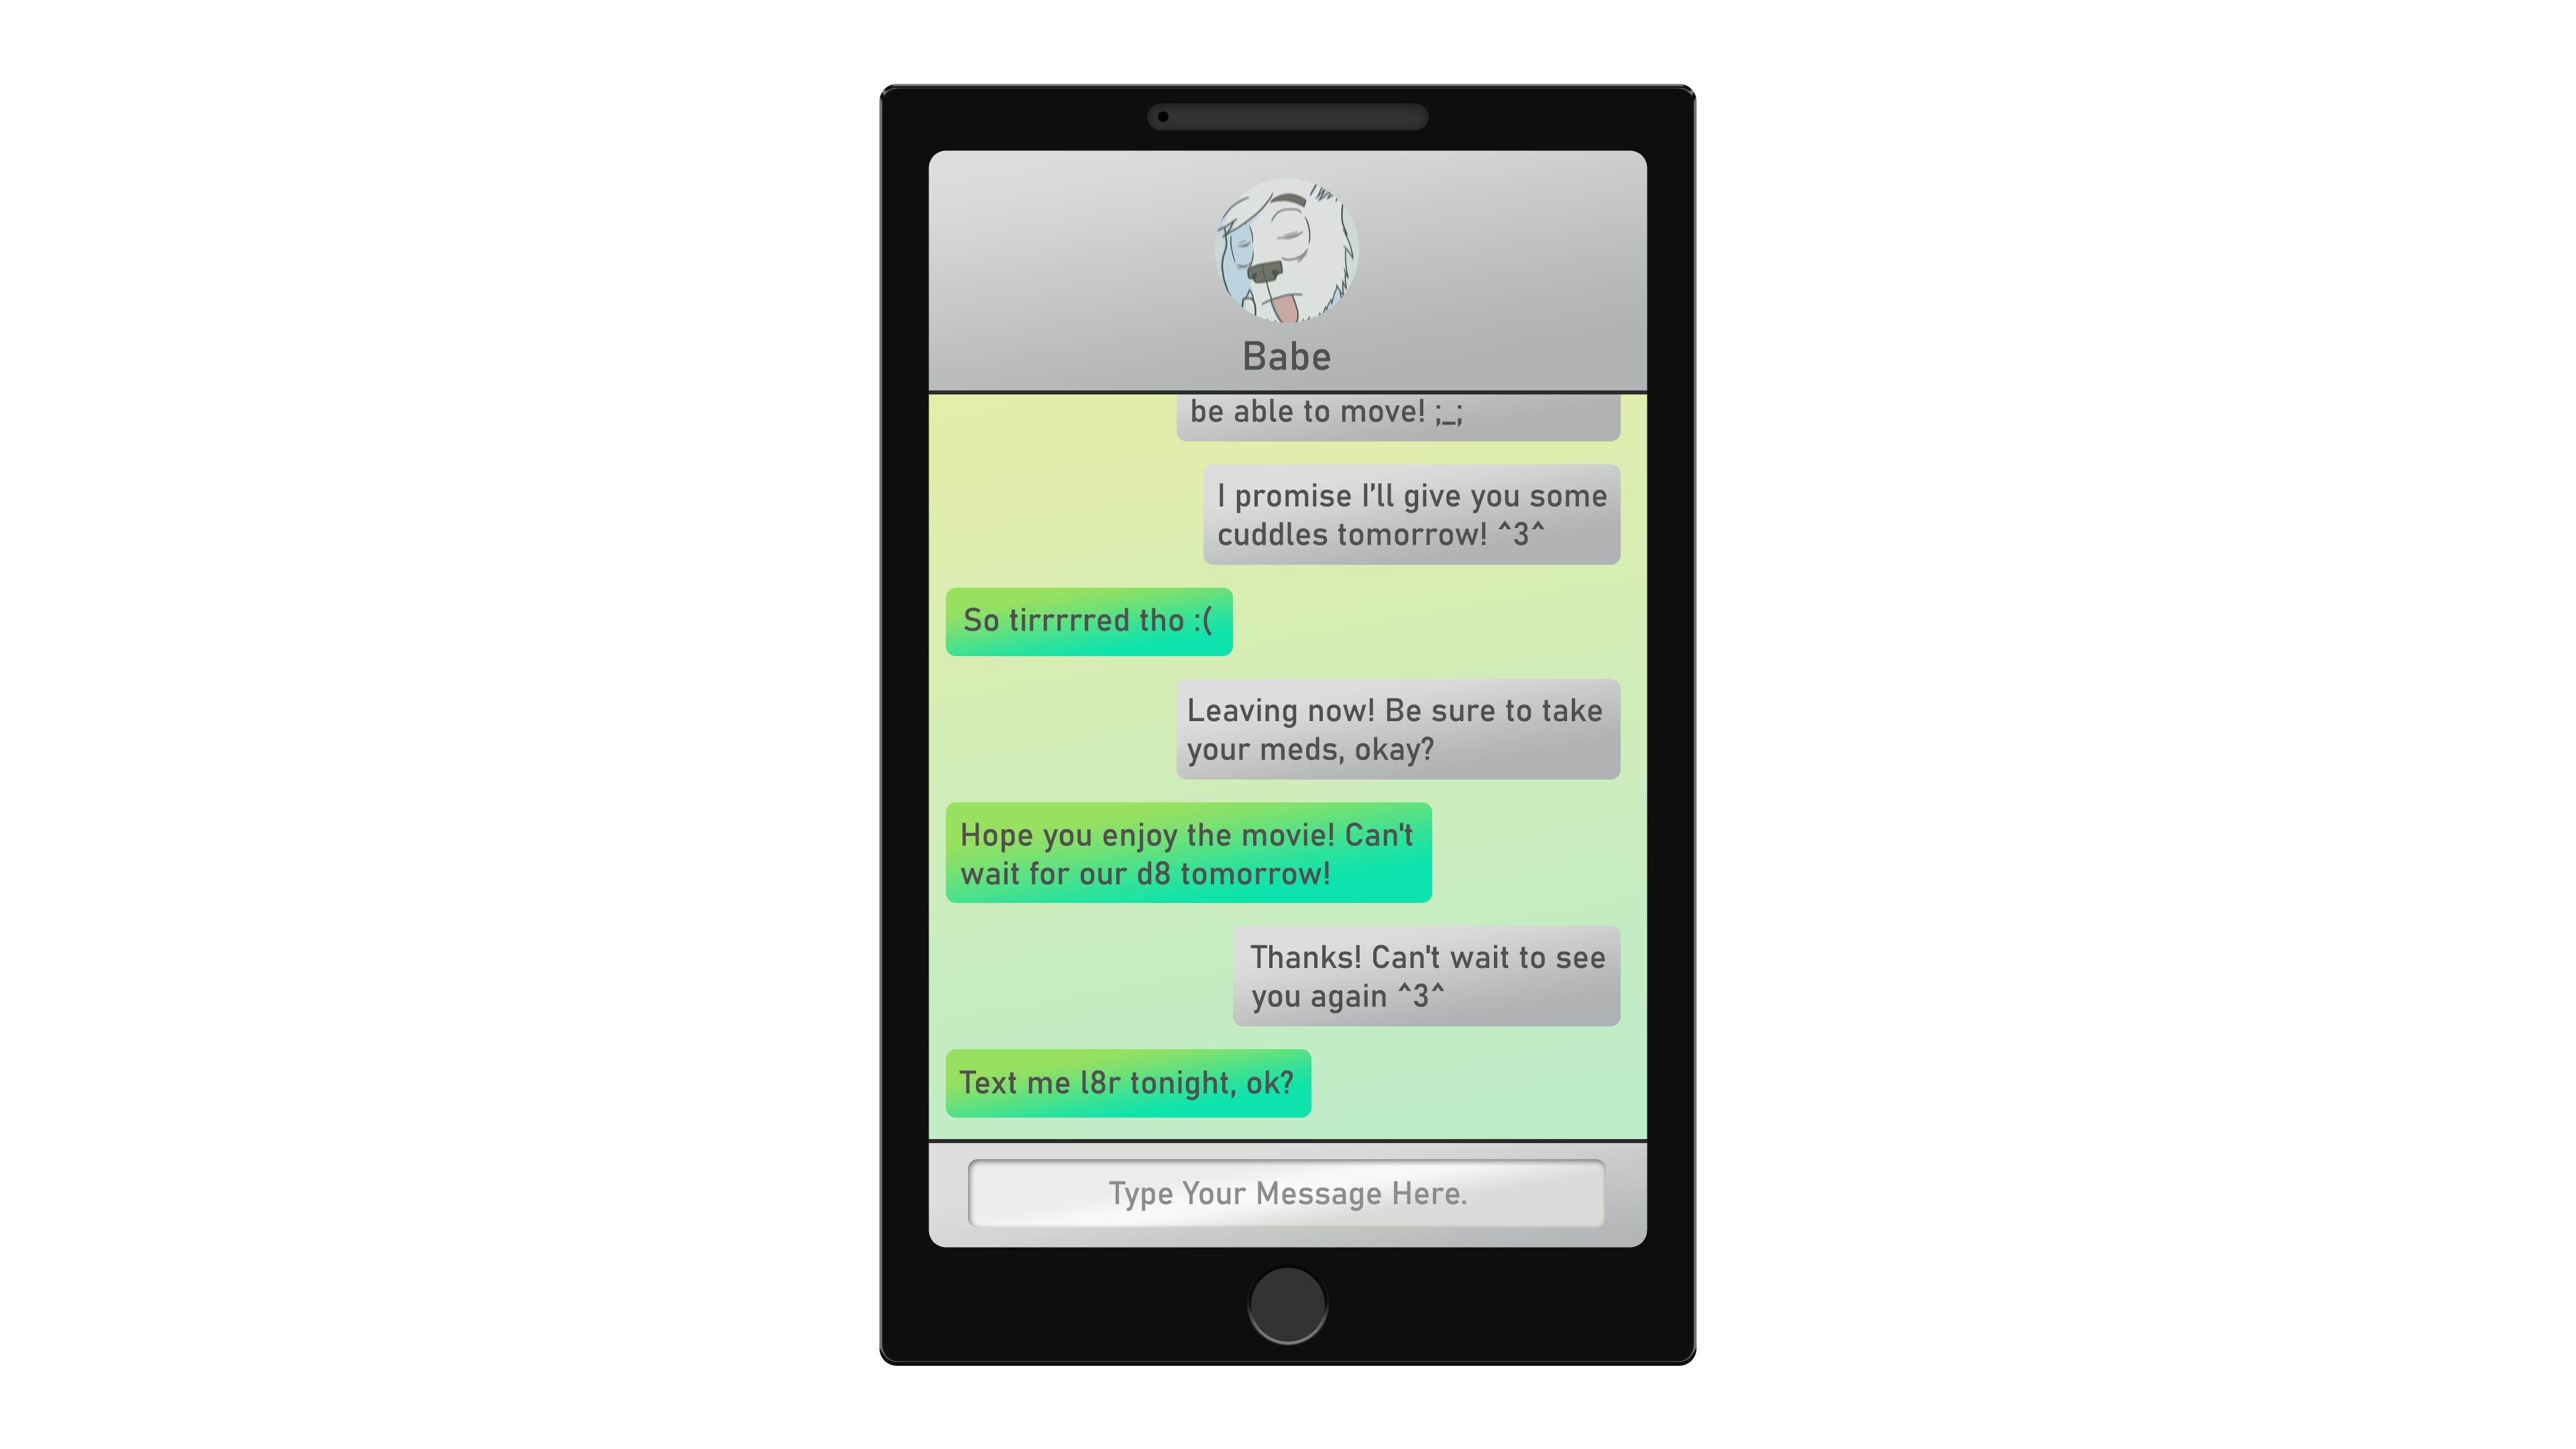 Babe
be able to move! ;_;
I promise I'll give you some
cuddles tomorrow! ^3^
So tirrrrred tho :(
Leaving now! Be sure to take
your meds, okay?
Hope you enjoy the movie! Can't
wait for our d8 tomorrow!
Thanks! Can't wait to see
you again ^3^
Text me l8r tonight, ok?
Type Your Message Here.